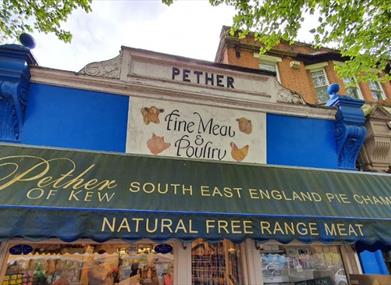 PETHER
Fine Meat
&
Poultry
Pether
OF KEW
SOUTH EAST ENGLAND PIE CHAM
NATURAL FREE RANGE MEAT